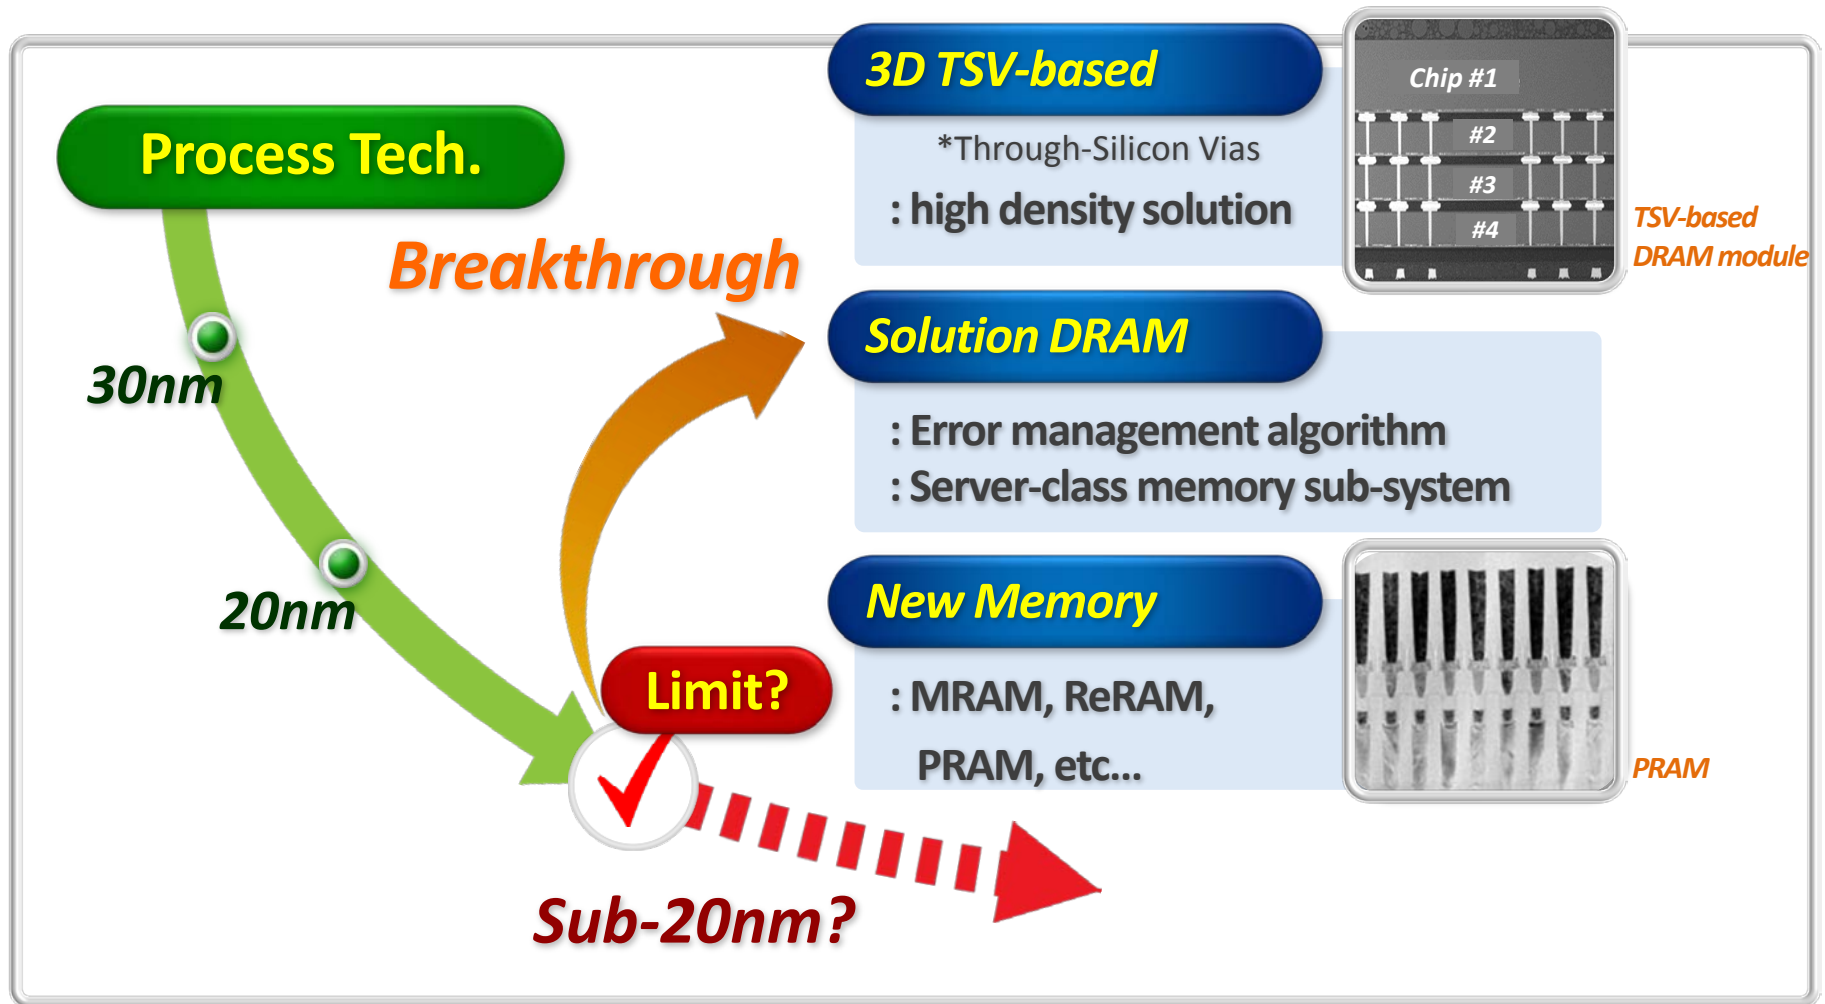 Process Tech.
30nm
20nm
Breakthrough
Limit?
Sub-20nm?
3D TSV-based
*Through-Silicon Vias
: high density solution
Chip #1
#2
#3
#4
TSV-based
DRAM module
Solution DRAM
: Error management algorithm
: Server-class memory sub-system
New Memory
: MRAM, ReRAM,
PRAM, etc...
PRAM